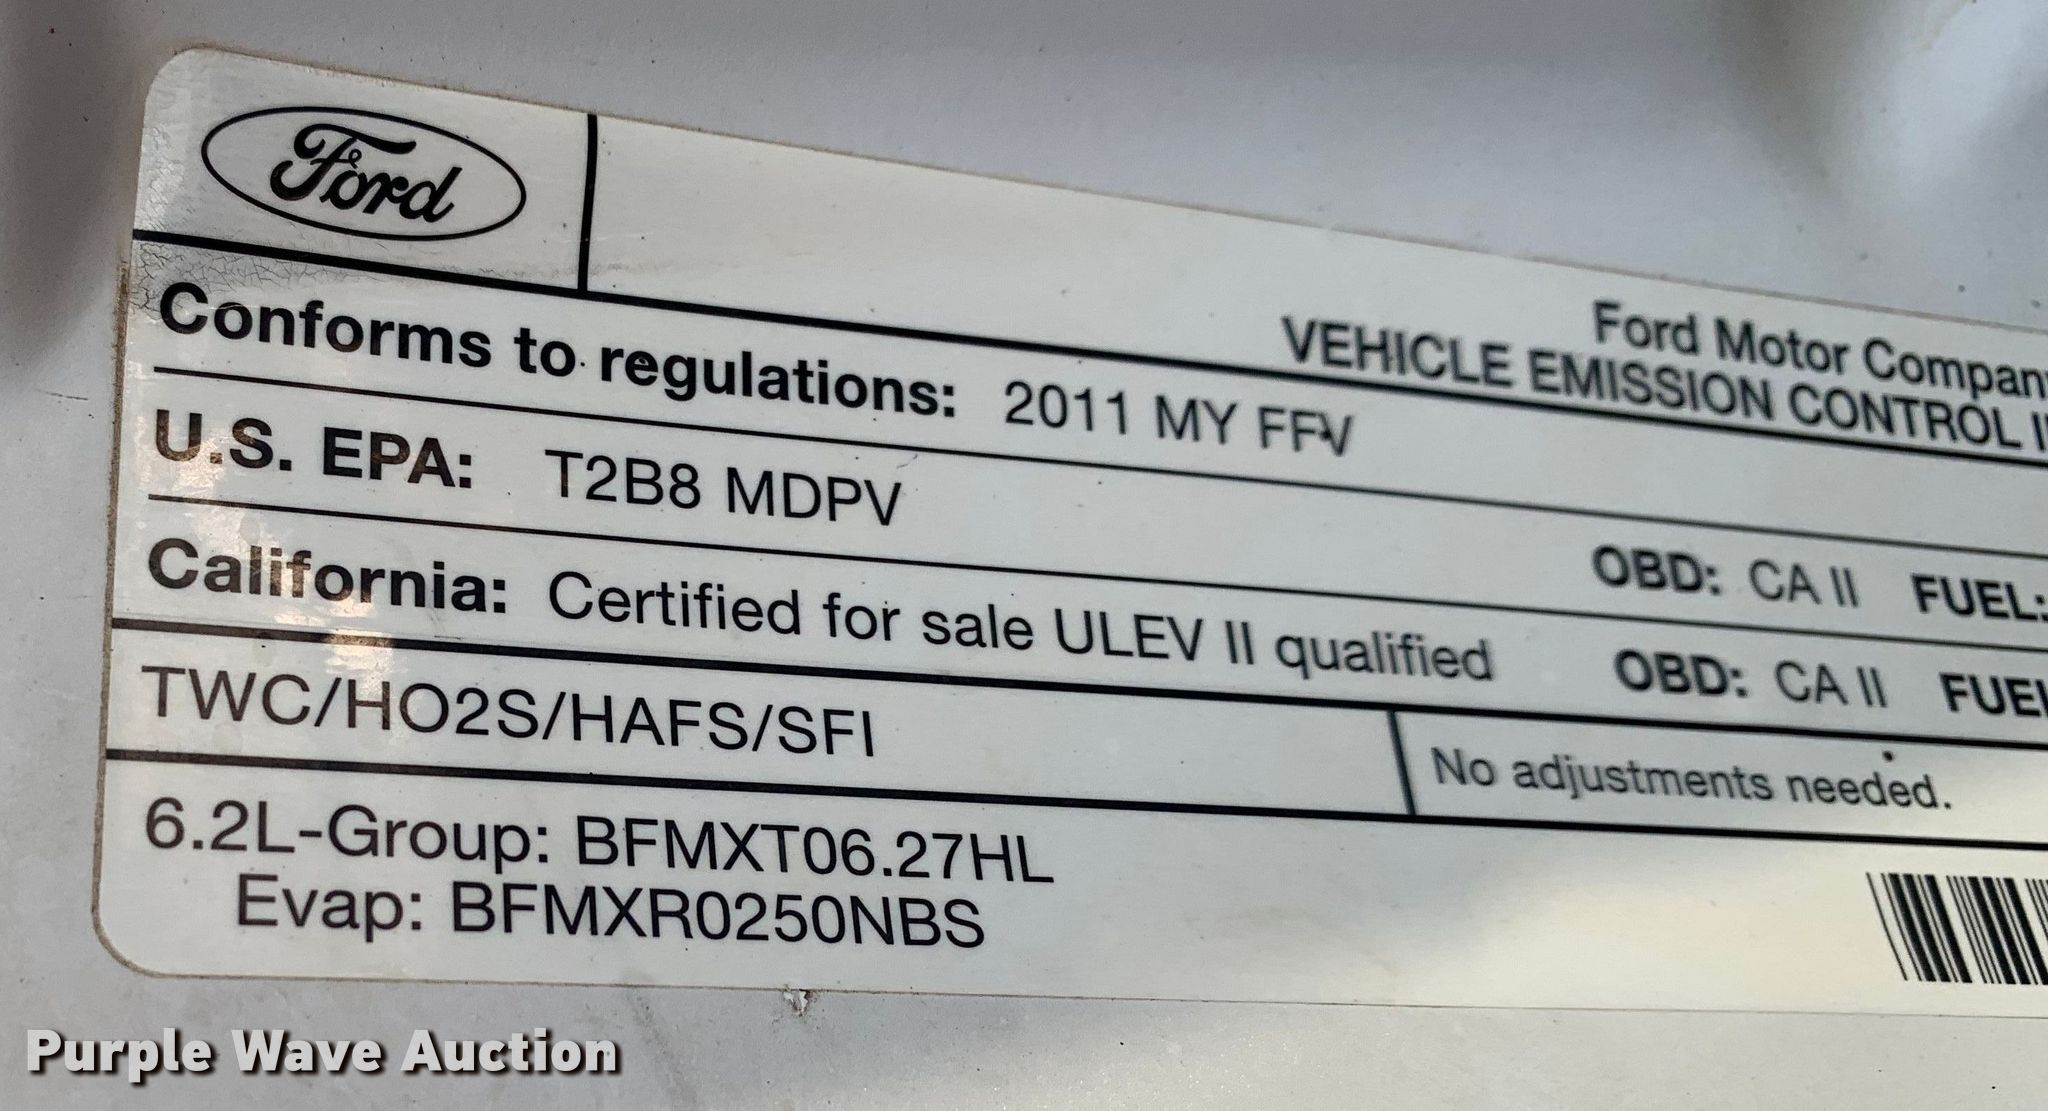 Ford
Ford Motor Company
VEHICLE EMISSION CONTROL
Conforms to regulations: 2011 MY FFV
U.S. EPA: T2B8 MDPV OBD: CA II FUEL:
California: Certified for sale ULEV II qualified OBD: CA II FUEL
TWC/HO2S/HAFS/SFI
No adjustments needed.
6.2L-Group: BFMXT06.27HL
Evap: BFMXR0250NBS
Purple Wave Auction